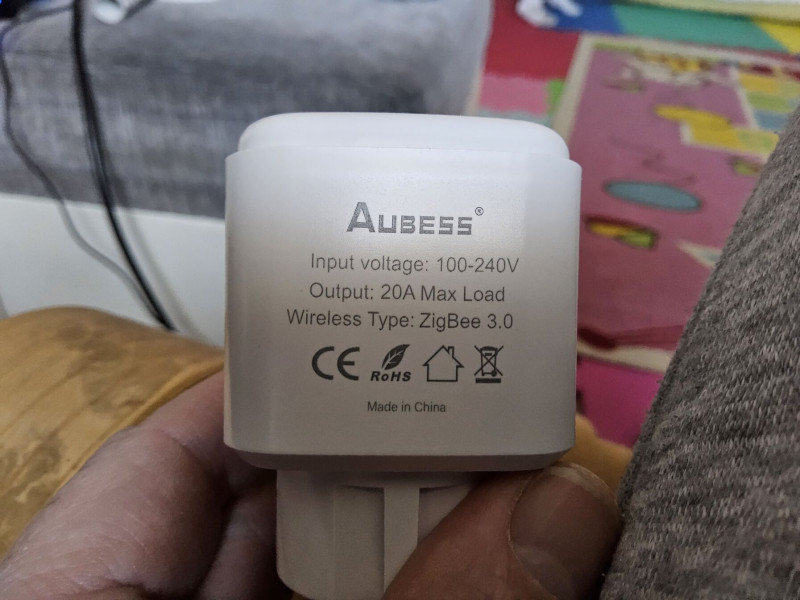 AUBESS®
Input voltage: 100-240V
Output: 20A Max Load
Wireless Type: ZigBee 3.0
CE RoHS
Made in China